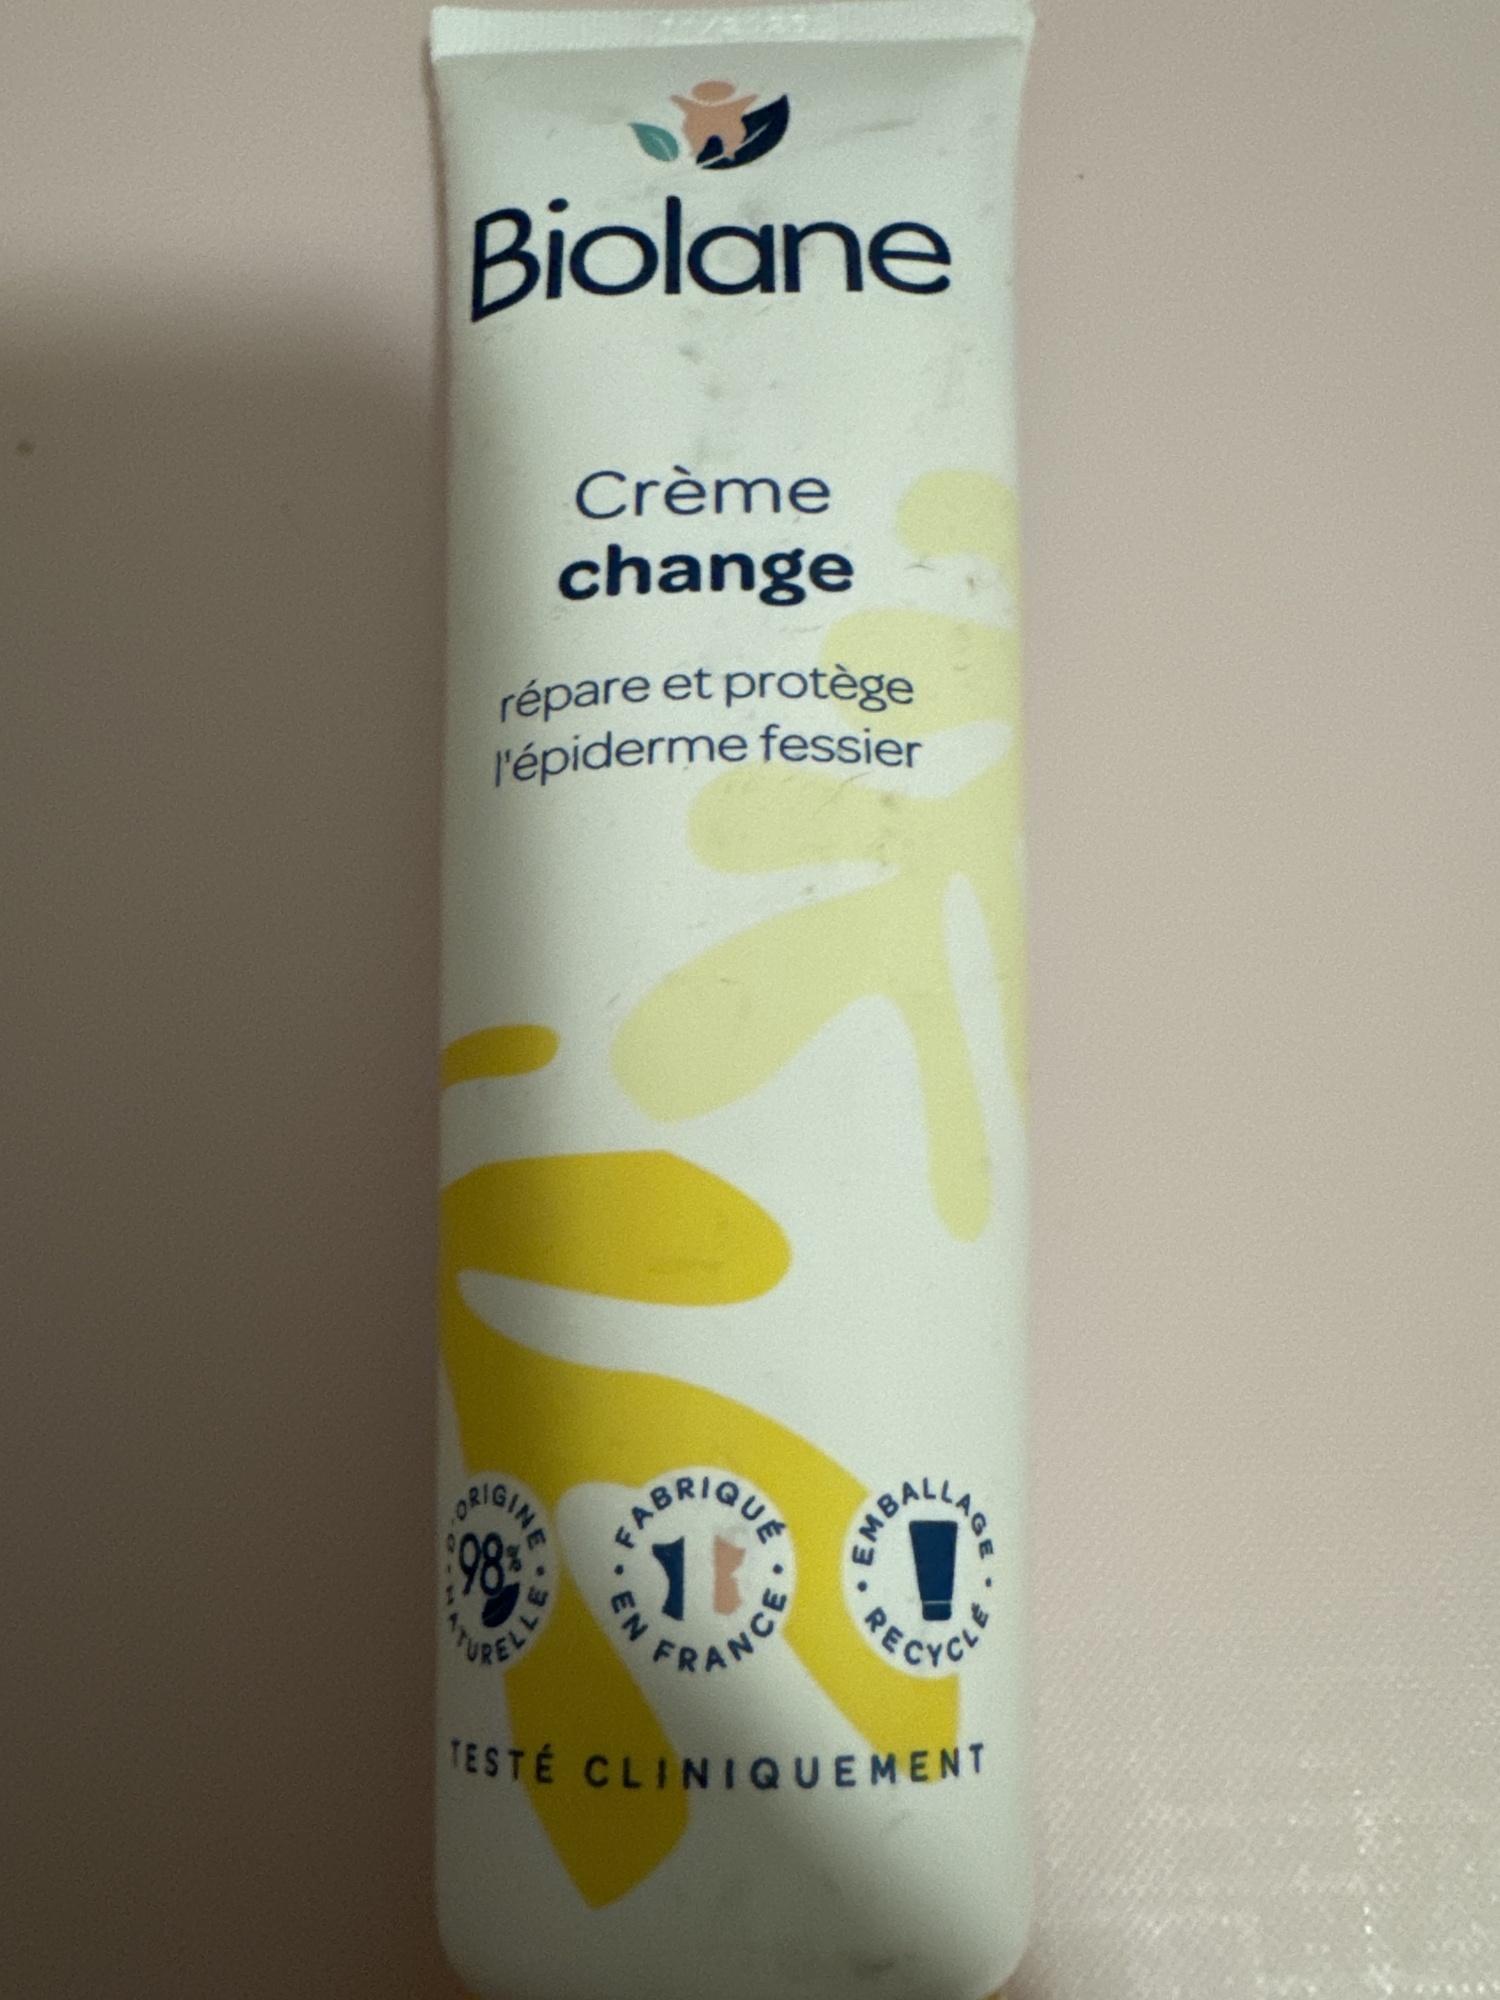 Biolane
Crème
change
répare et protège
l'épiderme fessier
98%
D'ORIGINE NATURELLE
FABRIQUÉ EN FRANCE
EMBALLAGE RECYCLÉ
TESTÉ CLINIQUEMENT